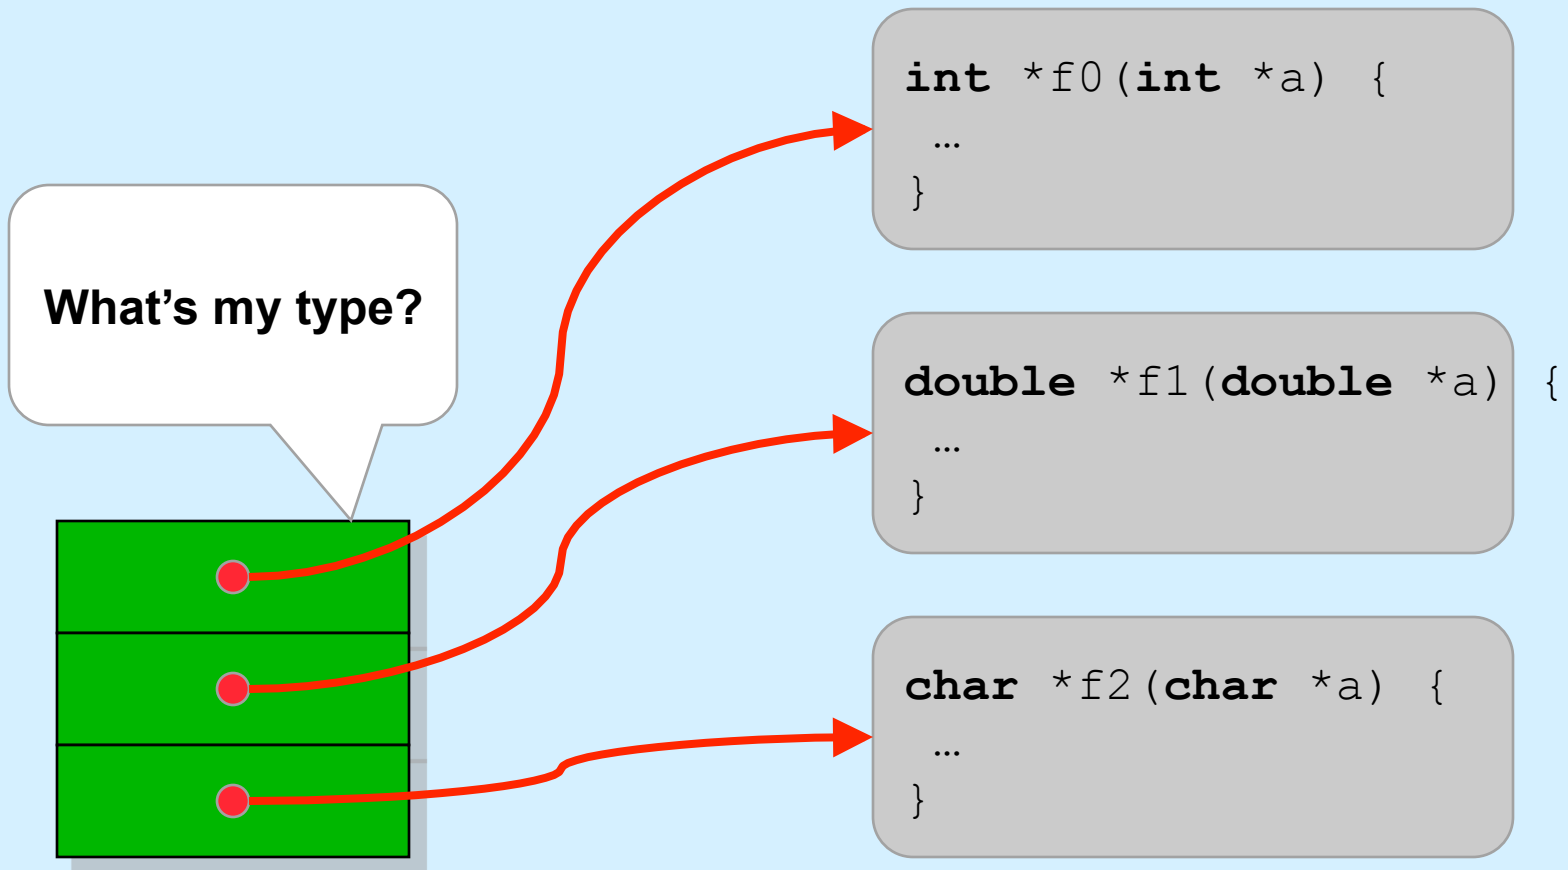 What’s my type?
int *f0(int *a) {
…
}
double *f1(double *a) {
…
}
char *f2(char *a) {
…
}